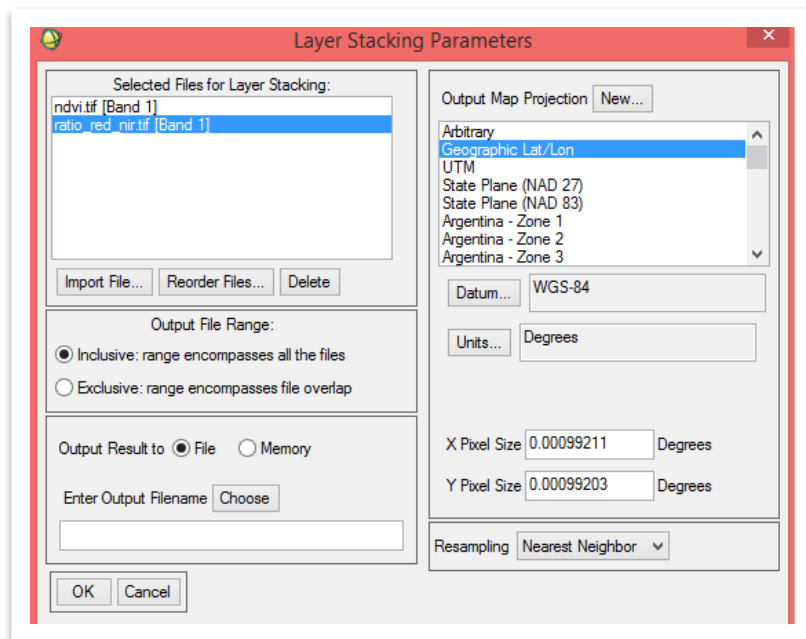 Layer Stacking Parameters
Selected Files for Layer Stacking:
ndvi.tif [Band 1]
ratio_red_nir.tif [Band 1]
Import File... Reorder Files... Delete
Output File Range:
Inclusive: range encompasses all the files
Exclusive: range encompasses file overlap
Output Result to File Memory
Enter Output Filename Choose
OK Cancel
Output Map Projection New...
Arbitrary
Geographic Lat/Lon
UTM
State Plane (NAD 27)
State Plane (NAD 83)
Argentina - Zone 1
Argentina - Zone 2
Argentina - Zone 3
Datum... WGS-84
Units... Degrees
X Pixel Size 0.00099211 Degrees
Y Pixel Size 0.00099203 Degrees
Resampling Nearest Neighbor